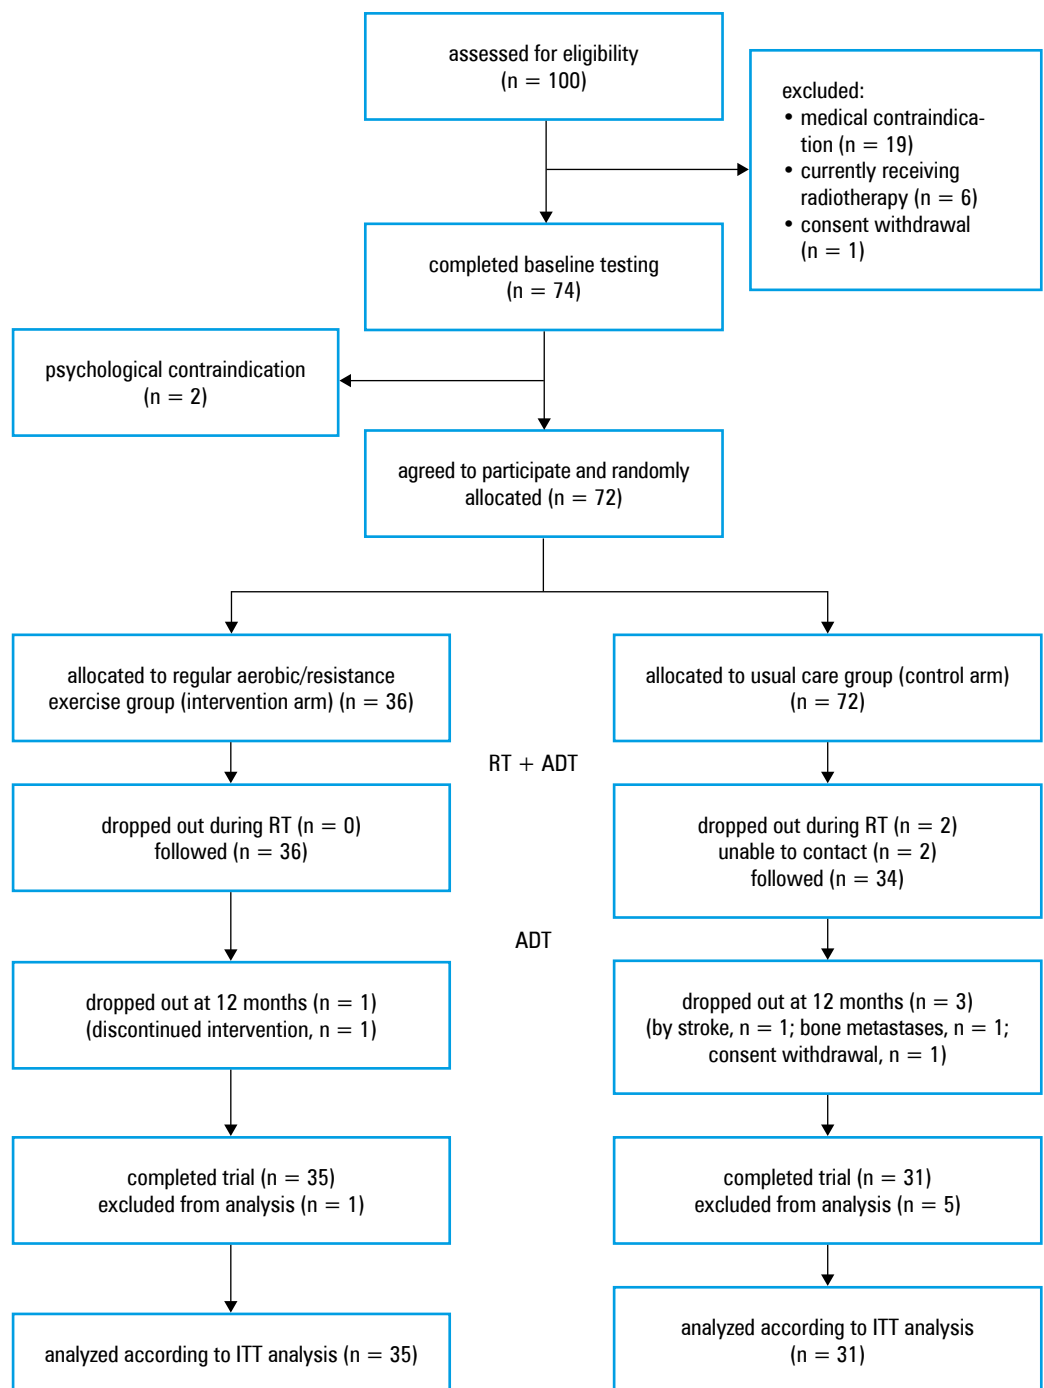 assessed for eligibility
(n = 100)
excluded:
• medical contraindica-
tion (n = 19)
• currently receiving
radiotherapy (n = 6)
• consent withdrawal
(n = 1)
completed baseline testing
(n = 74)
psychological contraindication
(n = 2)
agreed to participate and randomly
allocated (n = 72)
allocated to regular aerobic/resistance
exercise group (intervention arm) (n = 36)
allocated to usual care group (control arm)
(n = 72)
RT + ADT
dropped out during RT (n = 0)
followed (n = 36)
dropped out during RT (n = 2)
unable to contact (n = 2)
followed (n = 34)
ADT
dropped out at 12 months (n = 1)
(discontinued intervention, n = 1)
dropped out at 12 months (n = 3)
(by stroke, n = 1; bone metastases, n = 1;
consent withdrawal, n = 1)
completed trial (n = 35)
excluded from analysis (n = 1)
completed trial (n = 31)
excluded from analysis (n = 5)
analyzed according to ITT analysis (n = 35)
analyzed according to ITT analysis
(n = 31)